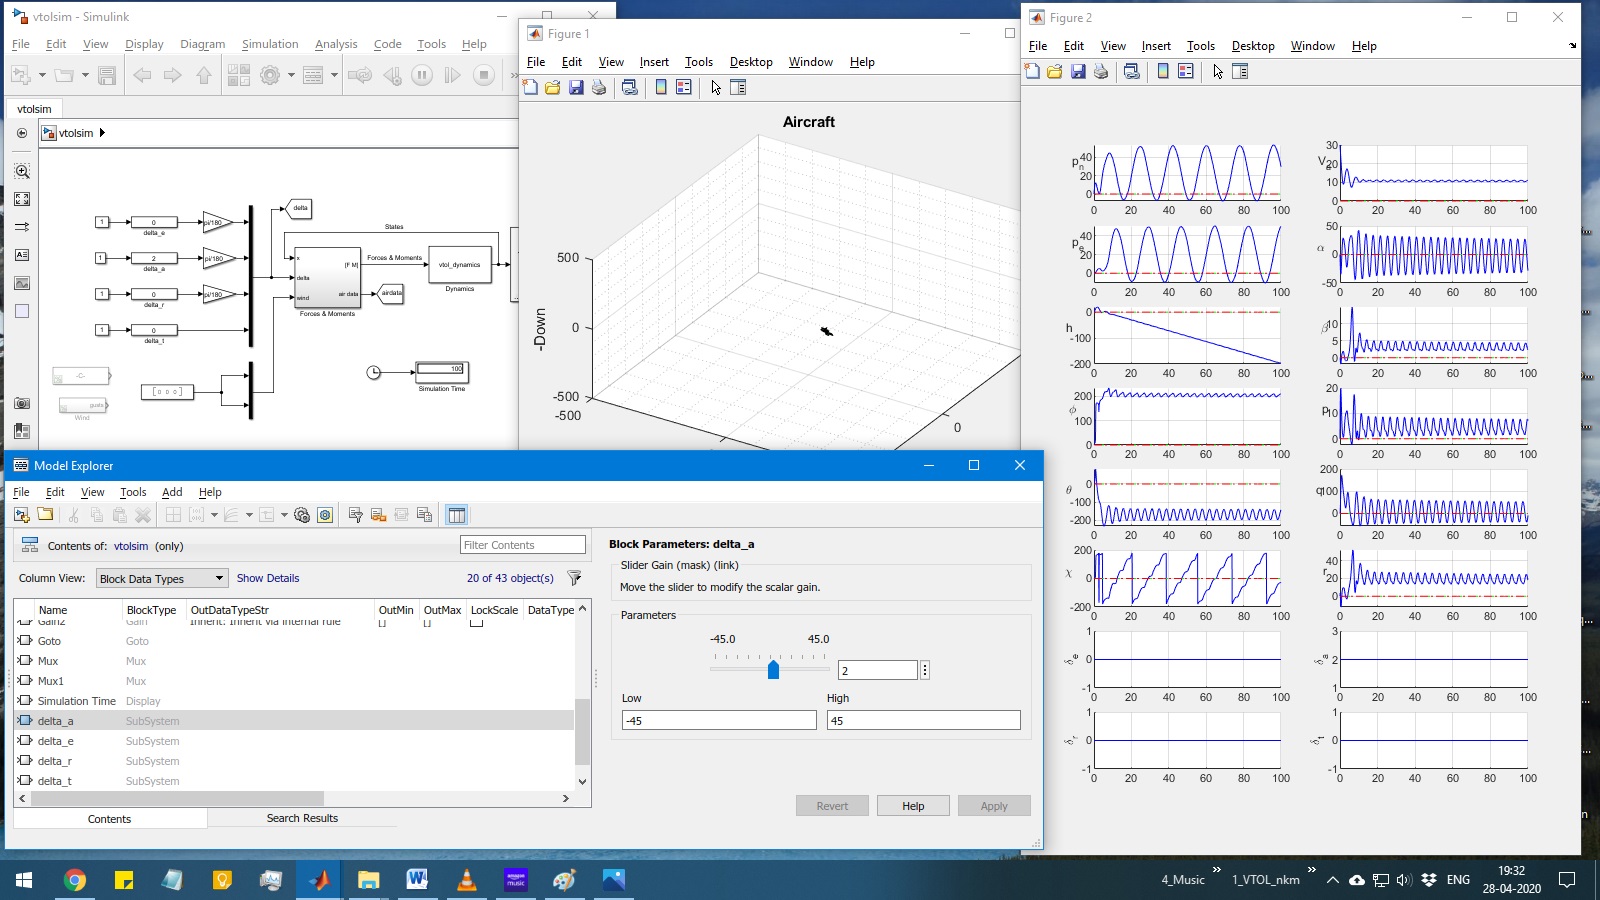 vtolsim - Simulink
File Edit View Display Diagram Simulation Analysis Code Tools Help
vtolsim
vtolsim
delta
States
1 0 pi/180
delta_e
1 2 pi/180
delta_a
1 0 pi/180
delta_r
1 0
delta_t
x
delta
wind
[F M]
air data
Forces & Moments
Forces & Moments
vtol_dynamics
Dynamics
airdata
-C-
gusts
Wind
[ 0 0 0 ]
100
Simulation Time
Figure 1
File Edit View Insert Tools Desktop Window Help
Aircraft
-Down
500
0
-500
-500
0
Figure 2
File Edit View Insert Tools Desktop Window Help
p_n
40
20
0
0 20 40 60 80 100
30
20
10
0
0 20 40 60 80 100
p_e
40
20
0
0 20 40 60 80 100
α
50
0
-50
0 20 40 60 80 100
h
0
-100
-200
0 20 40 60 80 100
β
10
5
0
0 20 40 60 80 100
ϕ
200
100
0
0 20 40 60 80 100
p
20
10
0
0 20 40 60 80 100
θ
0
-100
-200
0 20 40 60 80 100
q
200
100
0
0 20 40 60 80 100
χ
200
0
-200
0 20 40 60 80 100
r
40
20
0
0 20 40 60 80 100
δ_e
1
0
-1
0 20 40 60 80 100
δ_a
3
2
1
0 20 40 60 80 100
δ_r
1
0
-1
0 20 40 60 80 100
δ_t
1
0
-1
0 20 40 60 80 100
Model Explorer
File Edit View Tools Add Help
Contents of: vtolsim (only)
Filter Contents
Column View: Block Data Types Show Details 20 of 43 object(s)
Name BlockType OutDataTypeStr OutMin OutMax LockScale DataType
Gain2 Gain Inherit: Inherit via internal rule [] []
Goto Goto
Mux Mux
Mux1 Mux
Simulation Time Display
delta_a SubSystem
delta_e SubSystem
delta_r SubSystem
delta_t SubSystem
Contents Search Results
Block Parameters: delta_a
Slider Gain (mask) (link)
Move the slider to modify the scalar gain.
Parameters
-45.0 45.0
2
Low High
-45 45
Revert Help Apply
amazon music
4_Music » 1_VTOL_nkm » ENG
19:32
28-04-2020